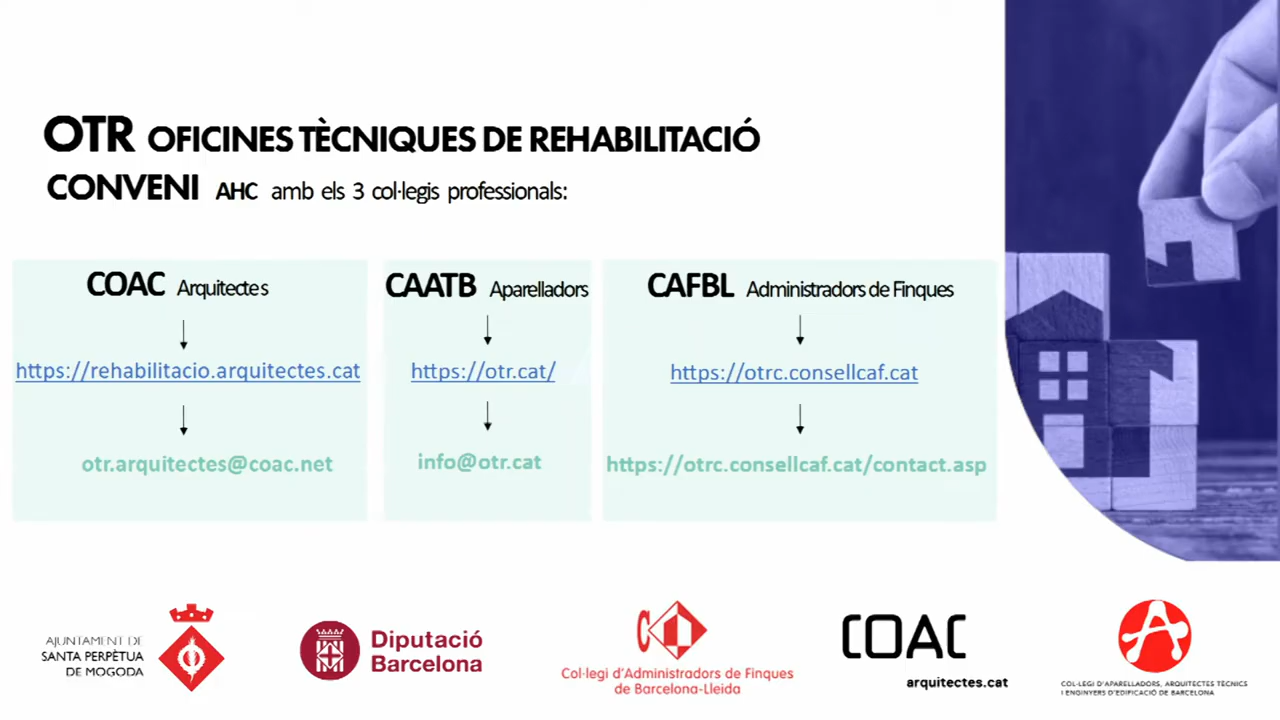 OTR OFICINES TÈCNIQUES DE REHABILITACIÓ
CONVENI AHC amb els 3 col·legis professionals:
COAC Arquitectes
https://rehabilitacio.arquitectes.cat
otr.arquitectes@coac.net
CAATB Aparelladors
https://otr.cat/
info@otr.cat
CAFBL Administradors de Finques
https://otrc.consellcaf.cat
https://otrc.consellcaf.cat/contact.asp
AJUNTAMENT DE
SANTA PERPÈTUA
DE MOGODA
Diputació
Barcelona
Col·legi d'Administradors de Finques
de Barcelona-Lleida
COAC
arquitectes.cat
COL·LEGI D'APARELLADORS, ARQUITECTES TÈCNICS
I ENGINYERS D'EDIFICACIÓ DE BARCELONA